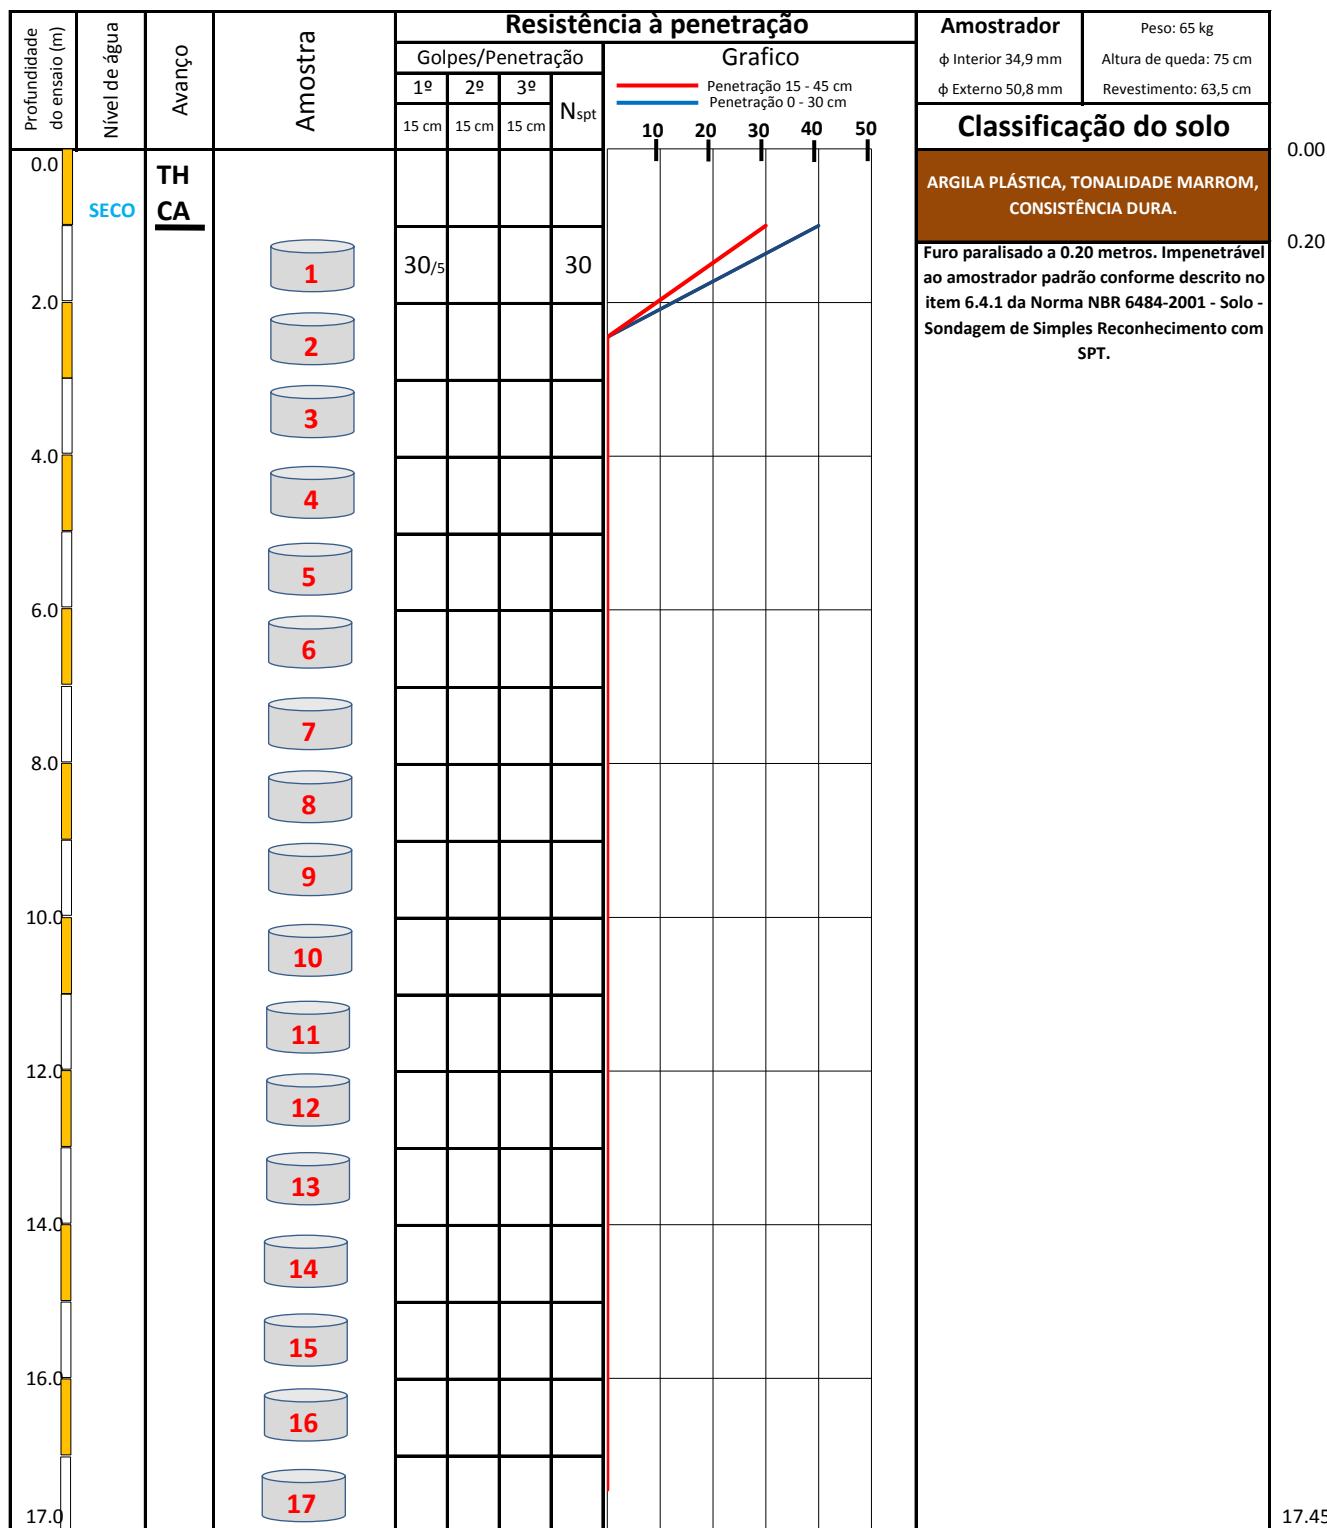 Profundidade
do ensaio (m)
Nível de água
Avanço
Amostra
Resistência à penetração
Golpes/Penetração
1º
2º
3º
Nspt
15 cm
15 cm
15 cm
Grafico
Penetração 15 - 45 cm
Penetração 0 - 30 cm
10
20
30
40
50
Amostrador
ϕ Interior 34,9 mm
ϕ Externo 50,8 mm
Peso: 65 kg
Altura de queda: 75 cm
Revestimento: 63,5 cm
Classificação do solo
0.0
SECO
TH
CA
ARGILA PLÁSTICA, TONALIDADE MARROM,
CONSISTÊNCIA DURA.
0.00
0.20
1
30/5
30
Furo paralisado a 0.20 metros. Impenetrável
ao amostrador padrão conforme descrito no
item 6.4.1 da Norma NBR 6484-2001 - Solo -
Sondagem de Simples Reconhecimento com
SPT.
2.0
2
3
4.0
4
5
6.0
6
7
8.0
8
9
10.0
10
11
12.0
12
13
14.0
14
15
16.0
16
17
17.0
17.45